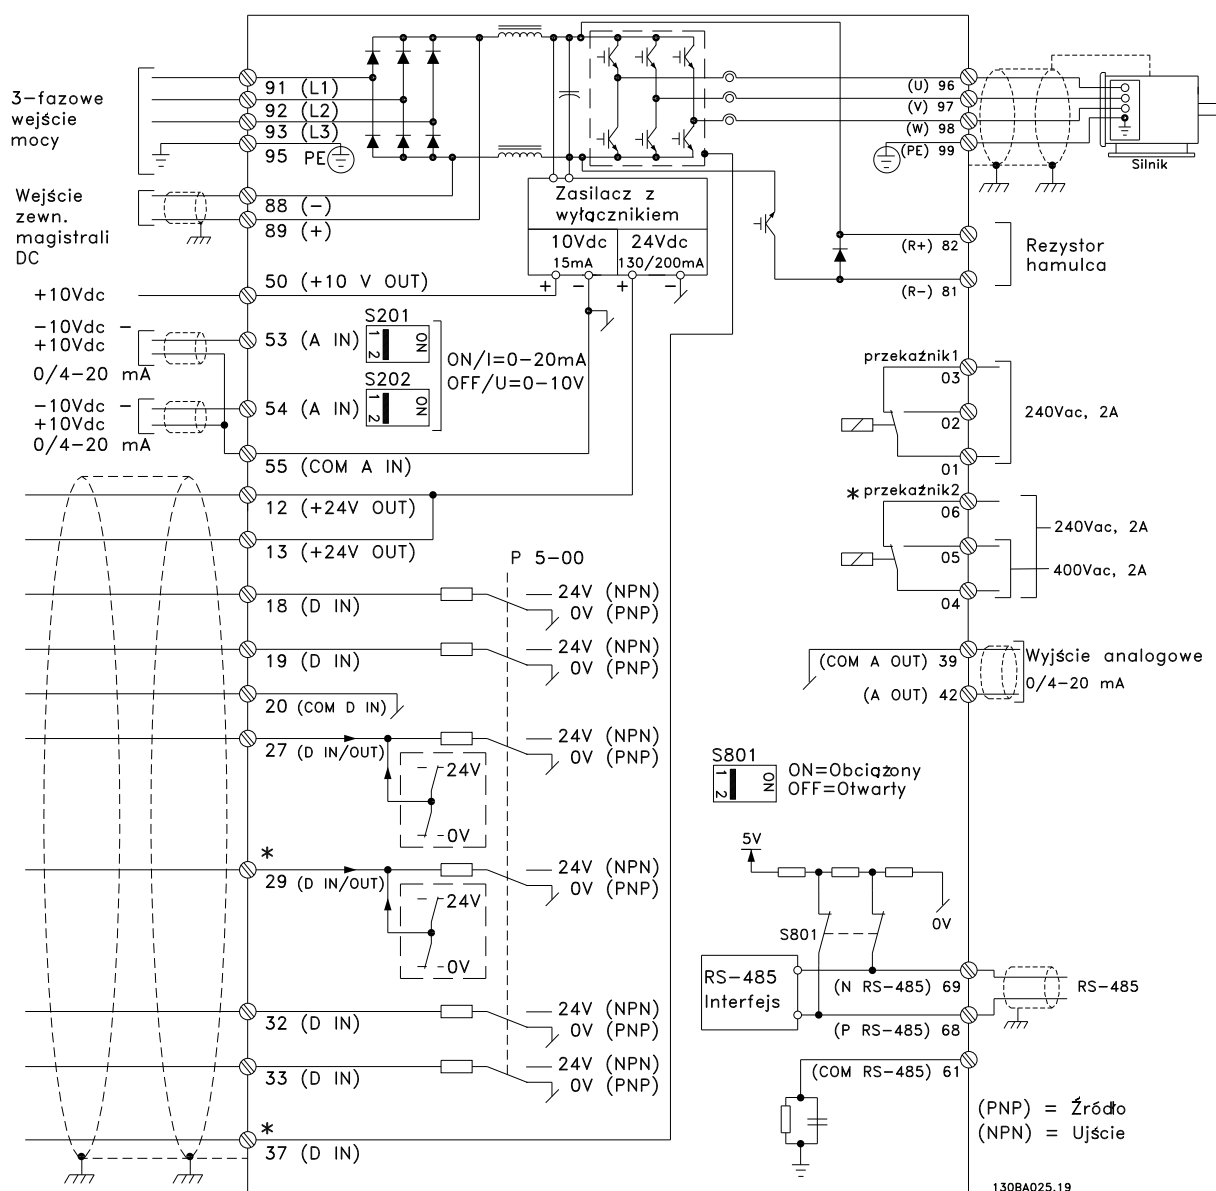 3-fazowe
wejście
mocy
91 (L1)
92 (L2)
93 (L3)
95 PE
Wejście
zewn.
magistrali
DC
88 (-)
89 (+)
+10Vdc
50 (+10 V OUT)
-10Vdc -
+10Vdc
0/4-20 mA
53 (A IN)
S201
1 2 ON
ON/I=0-20mA
OFF/U=0-10V
S202
1 2 ON
-10Vdc -
+10Vdc
0/4-20 mA
54 (A IN)
55 (COM A IN)
12 (+24V OUT)
13 (+24V OUT)
P 5-00
18 (D IN)
24V (NPN)
0V (PNP)
19 (D IN)
24V (NPN)
0V (PNP)
20 (COM D IN)
27 (D IN/OUT)
24V (NPN)
0V (PNP)
24V
0V
*
29 (D IN/OUT)
24V (NPN)
0V (PNP)
24V
0V
32 (D IN)
24V (NPN)
0V (PNP)
33 (D IN)
24V (NPN)
0V (PNP)
*
37 (D IN)
Zasilacz z
wyłącznikiem
10Vdc
15mA
24Vdc
130/200mA
+ - + -
(U) 96
(V) 97
(W) 98
(PE) 99
Silnik
(R+) 82
(R-) 81
Rezystor
hamulca
przekaźnik1
03
02
01
240Vac, 2A
* przekaźnik2
06
05
04
240Vac, 2A
400Vac, 2A
(COM A OUT) 39
(A OUT) 42
Wyjście analogowe
0/4-20 mA
S801
1 2 ON
ON=Obciążony
OFF=Otwarty
5V
0V
S801
RS-485
Interfejs
(N RS-485) 69
(P RS-485) 68
RS-485
(COM RS-485) 61
(PNP) = Źródło
(NPN) = Ujście
130BA025.19